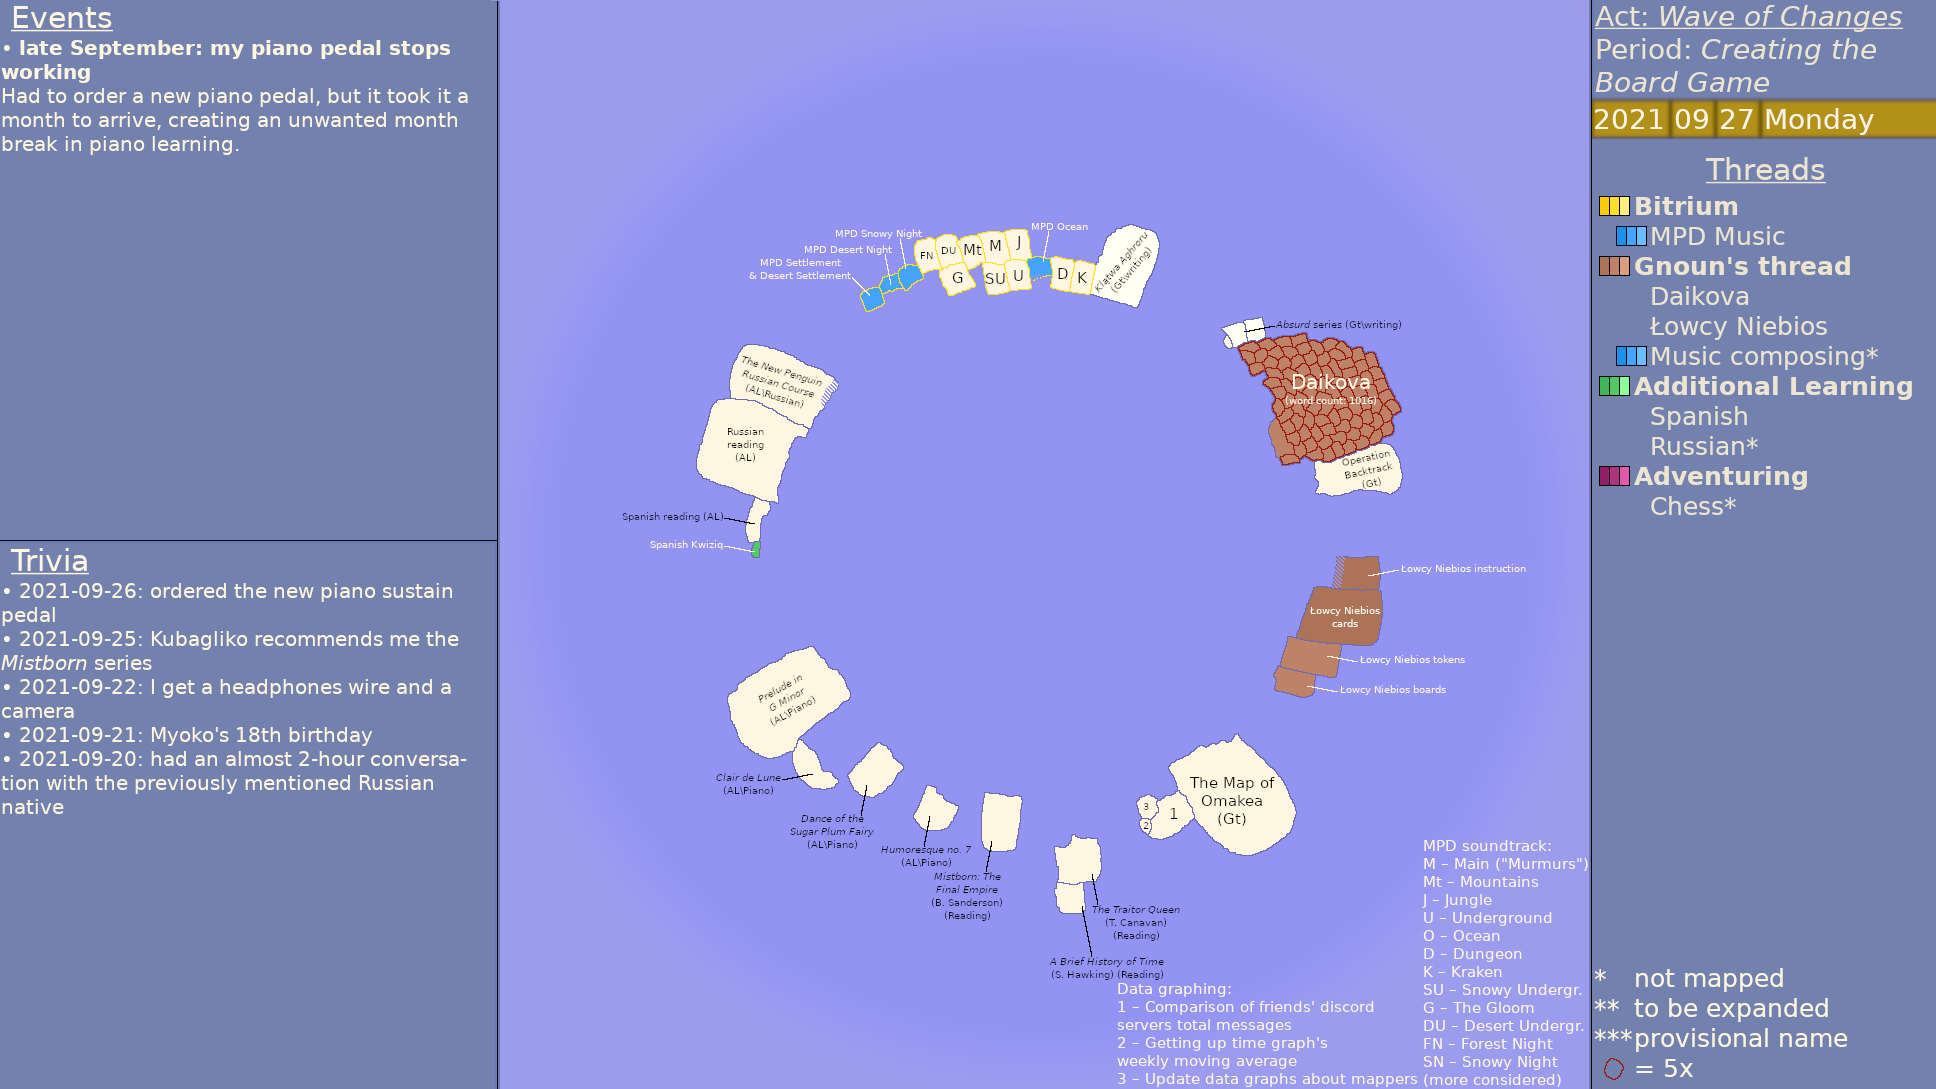 Events
• late September: my piano pedal stops
working
Had to order a new piano pedal, but it took it a
month to arrive, creating an unwanted month
break in piano learning.
Trivia
• 2021-09-26: ordered the new piano sustain
pedal
• 2021-09-25: Kubagliko recommends me the
Mistborn series
• 2021-09-22: I get a headphones wire and a
camera
• 2021-09-21: Myoko's 18th birthday
• 2021-09-20: had an almost 2-hour conversa-
tion with the previously mentioned Russian
native
MPD Snowy Night
MPD Desert Night
MPD Settlement
& Desert Settlement
FN
DU
Mt
M
J
G
SU
U
MPD Ocean
D
K
Klątwa Aghroru
(Gt\writing)
Absurd series (Gt\writing)
Daikova
(word count: 1016)
Operation
Backtrack
(Gt)
The New Penguin
Russian Course
(AL\Russian)
Russian
reading
(AL)
Spanish reading (AL)
Spanish Kwiziq
Łowcy Niebios instruction
Łowcy Niebios
cards
Łowcy Niebios tokens
Łowcy Niebios boards
Prelude in
G Minor
(AL\Piano)
Clair de Lune
(AL\Piano)
Dance of the
Sugar Plum Fairy
(AL\Piano)
Humoresque no. 7
(AL\Piano)
Mistborn: The
Final Empire
(B. Sanderson)
(Reading)
The Traitor Queen
(T. Canavan)
(Reading)
A Brief History of Time
(S. Hawking) (Reading)
The Map of
Omakea
(Gt)
1
2
3
Data graphing:
1 – Comparison of friends' discord
servers total messages
2 – Getting up time graph's
weekly moving average
3 – Update data graphs about mappers
MPD soundtrack:
M – Main ("Murmurs")
Mt – Mountains
J – Jungle
U – Underground
O – Ocean
D – Dungeon
K – Kraken
SU – Snowy Undergr.
G – The Gloom
DU – Desert Undergr.
FN – Forest Night
SN – Snowy Night
(more considered)
Act: Wave of Changes
Period: Creating the
Board Game
2021 09 27 Monday
Threads
Bitrium
MPD Music
Gnoun's thread
Daikova
Łowcy Niebios
Music composing*
Additional Learning
Spanish
Russian*
Adventuring
Chess*
* not mapped
** to be expanded
*** provisional name
= 5x